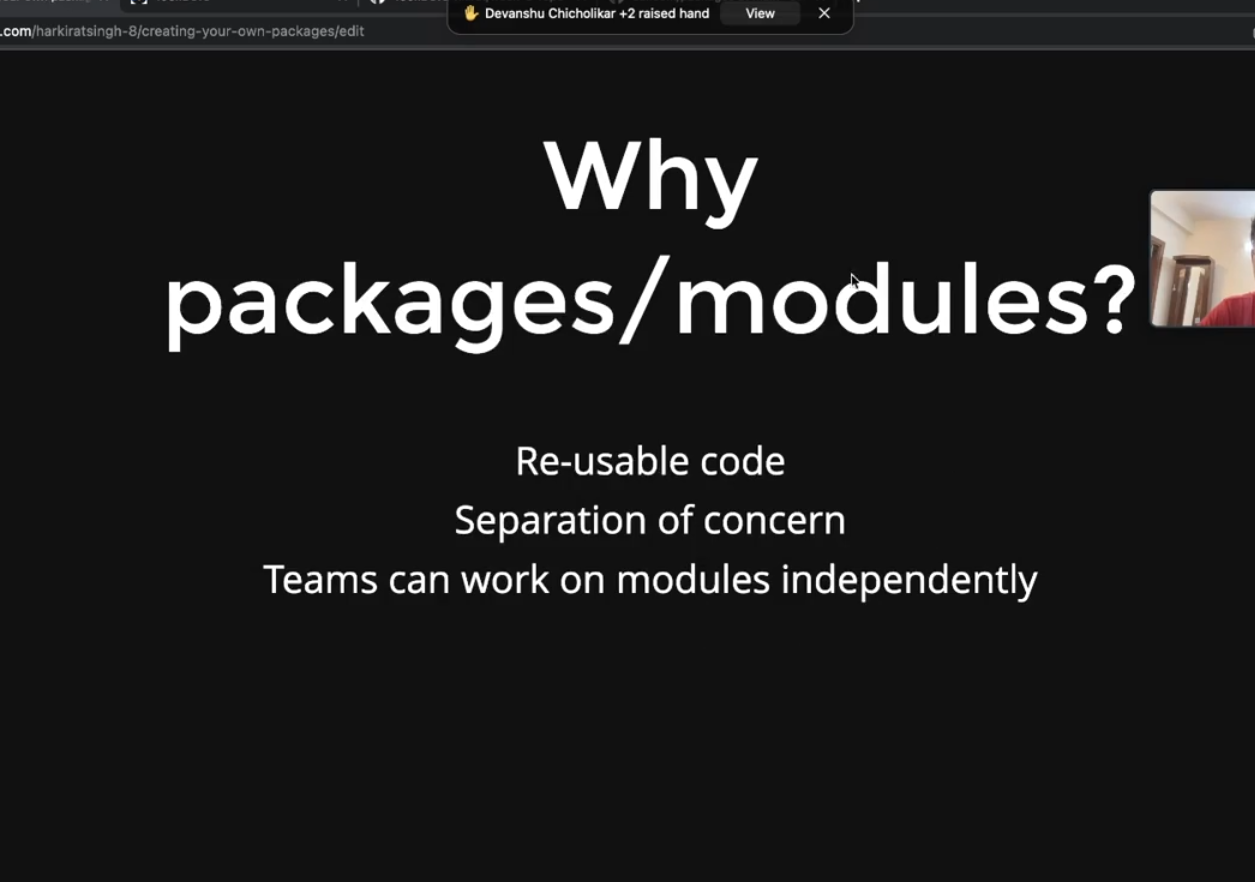 ✋ Devanshu Chicholikar +2 raised hand View ✕
.com/harkiratsingh-8/creating-your-own-packages/edit
Why
packages/modules?
Re-usable code
Separation of concern
Teams can work on modules independently